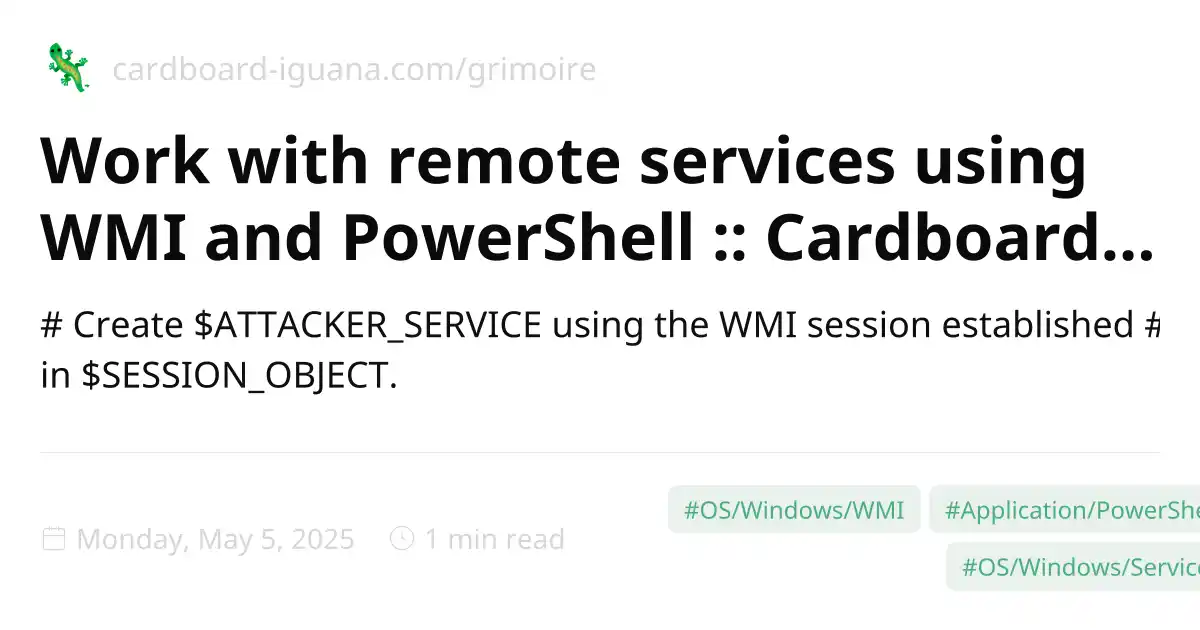 cardboard-iguana.com/grimoire
Work with remote services using
WMI and PowerShell :: Cardboard...
# Create $ATTACKER_SERVICE using the WMI session established #
in $SESSION_OBJECT.
Monday, May 5, 2025 1 min read
#OS/Windows/WMI #Application/PowerShe
#OS/Windows/Servic